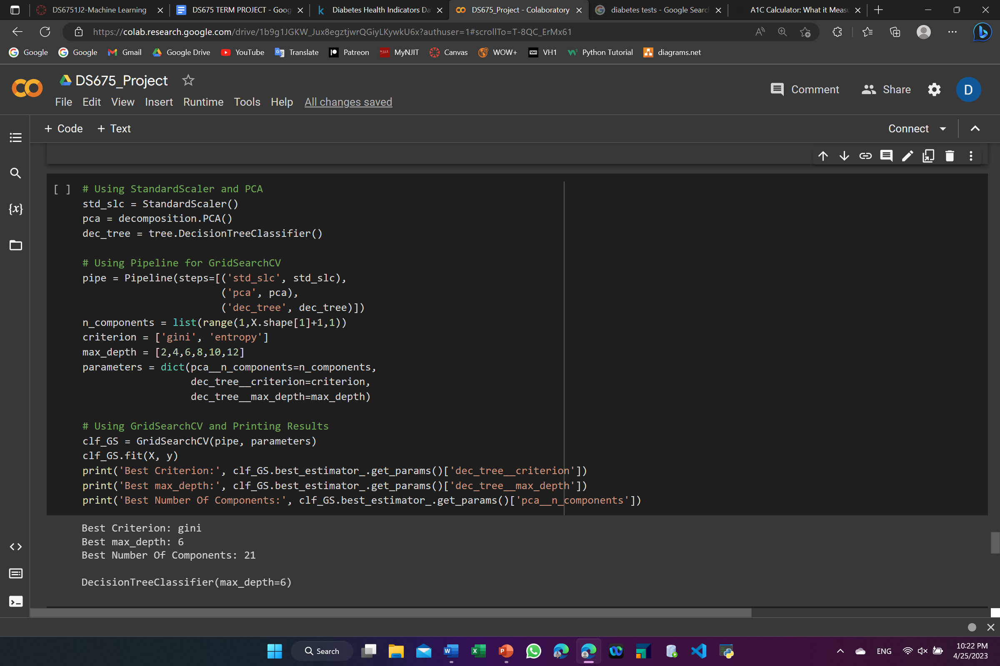 DS6751J2-Machine Learning
DS675 TERM PROJECT - Goog
Diabetes Health Indicators Da
DS675_Project - Colaboratory
diabetes tests - Google Search
A1C Calculator: What it Measu
https://colab.research.google.com/drive/1b9g1JGKW_Jux8egztjwrQGiyLKywkU6x?authuser=1#scrollTo=T-8QC_ErMx61
Google
Google
Gmail
Google Drive
YouTube
Translate
Patreon
MyNJIT
Canvas
WOW+
VH1
Python Tutorial
diagrams.net
DS675_Project
Comment
Share
D
File Edit View Insert Runtime Tools Help All changes saved
+ Code + Text
Connect
[ ] # Using StandardScaler and PCA
std_slc = StandardScaler()
pca = decomposition.PCA()
dec_tree = tree.DecisionTreeClassifier()
# Using Pipeline for GridSearchCV
pipe = Pipeline(steps=[('std_slc', std_slc),
('pca', pca),
('dec_tree', dec_tree)])
n_components = list(range(1,X.shape[1]+1,1))
criterion = ['gini', 'entropy']
max_depth = [2,4,6,8,10,12]
parameters = dict(pca__n_components=n_components,
dec_tree__criterion=criterion,
dec_tree__max_depth=max_depth)
# Using GridSearchCV and Printing Results
clf_GS = GridSearchCV(pipe, parameters)
clf_GS.fit(X, y)
print('Best Criterion:', clf_GS.best_estimator_.get_params()['dec_tree__criterion'])
print('Best max_depth:', clf_GS.best_estimator_.get_params()['dec_tree__max_depth'])
print('Best Number Of Components:', clf_GS.best_estimator_.get_params()['pca__n_components'])
Best Criterion: gini
Best max_depth: 6
Best Number Of Components: 21
DecisionTreeClassifier(max_depth=6)
Search
ENG
10:22 PM
4/25/2023